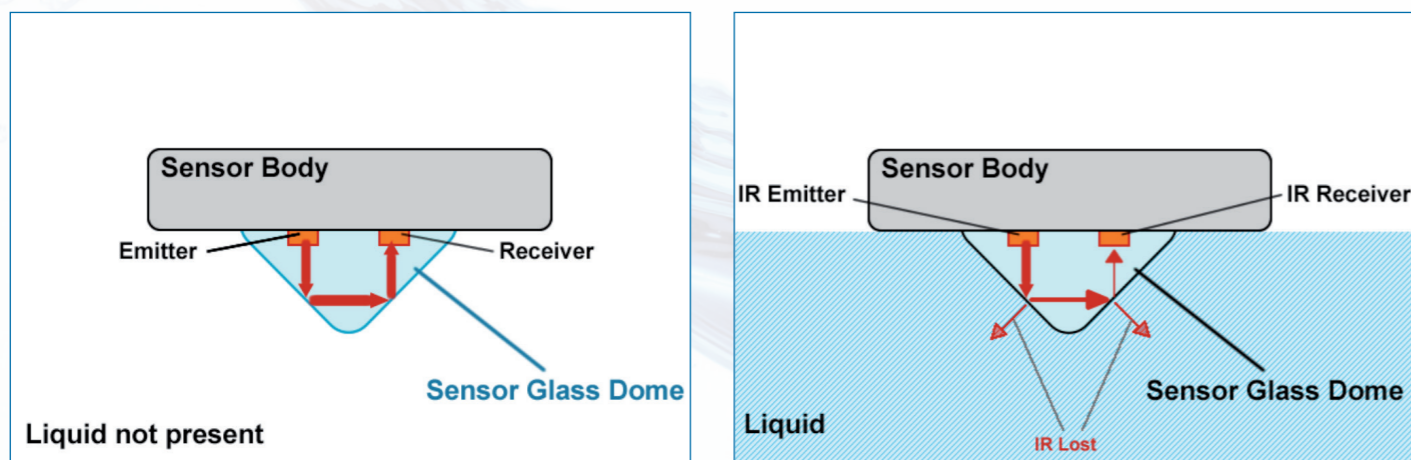 Sensor Body
Emitter
Receiver
Sensor Glass Dome
Liquid not present
Sensor Body
IR Emitter
IR Receiver
Sensor Glass Dome
Liquid
IR Lost